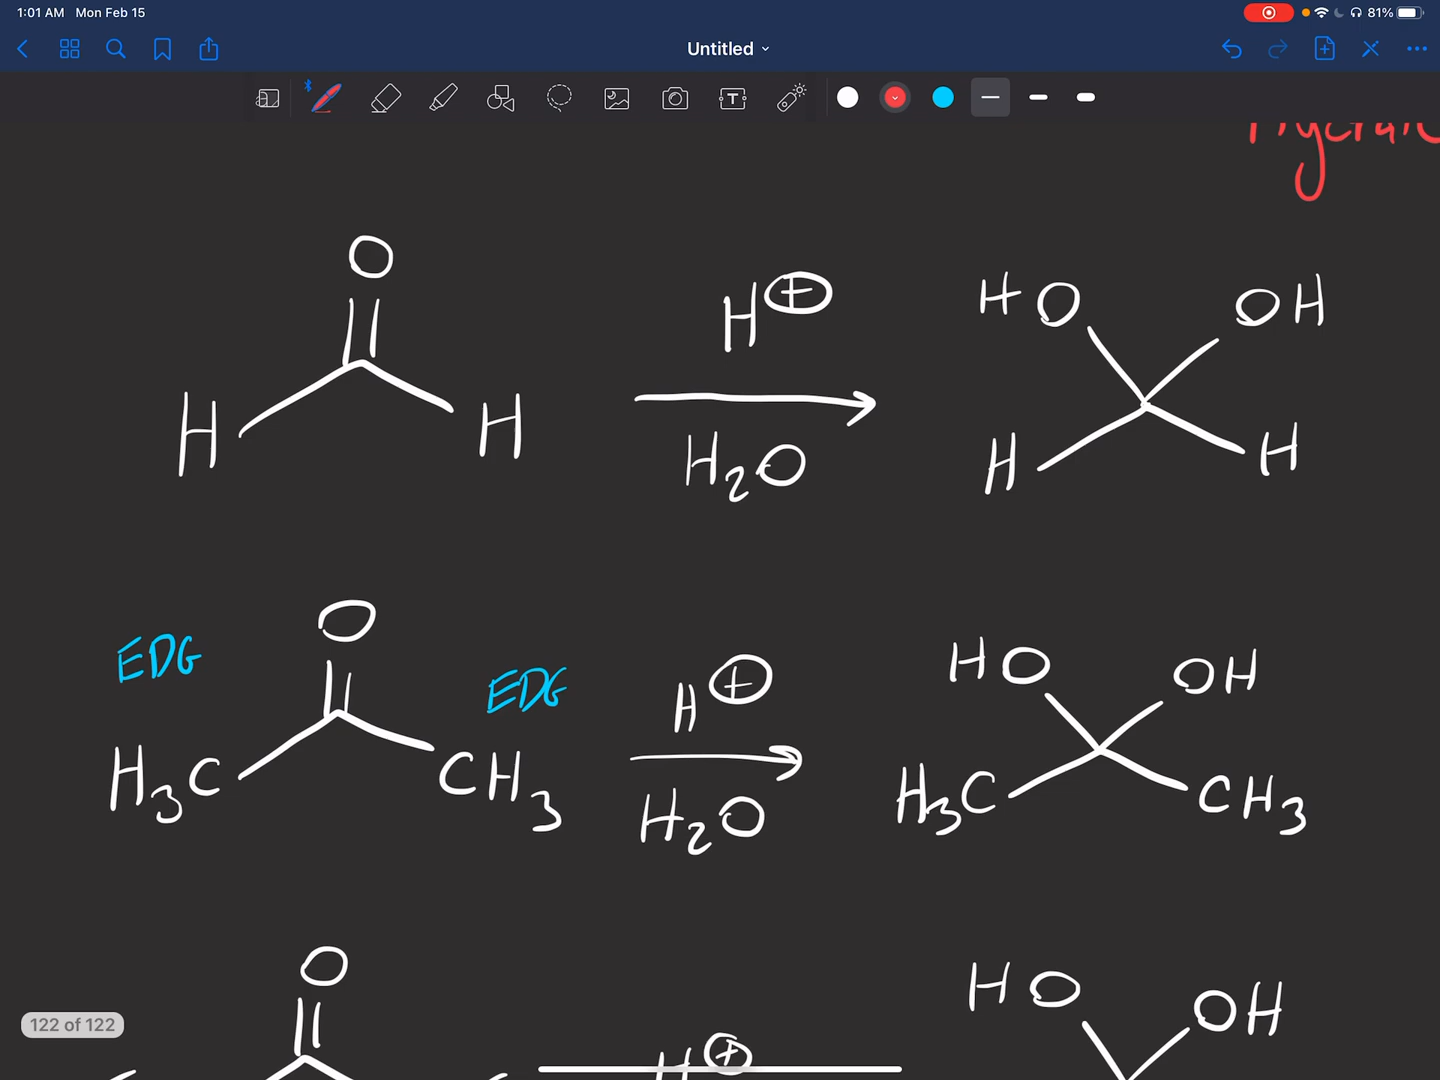 1:01 AM Mon Feb 15
81%
Untitled
T
O
H H
H +
H2O
HO OH
H H
EDG
EDG
O
H3C CH3
H +
H2O
HO OH
H3C CH3
O
H +
HO OH
122 of 122